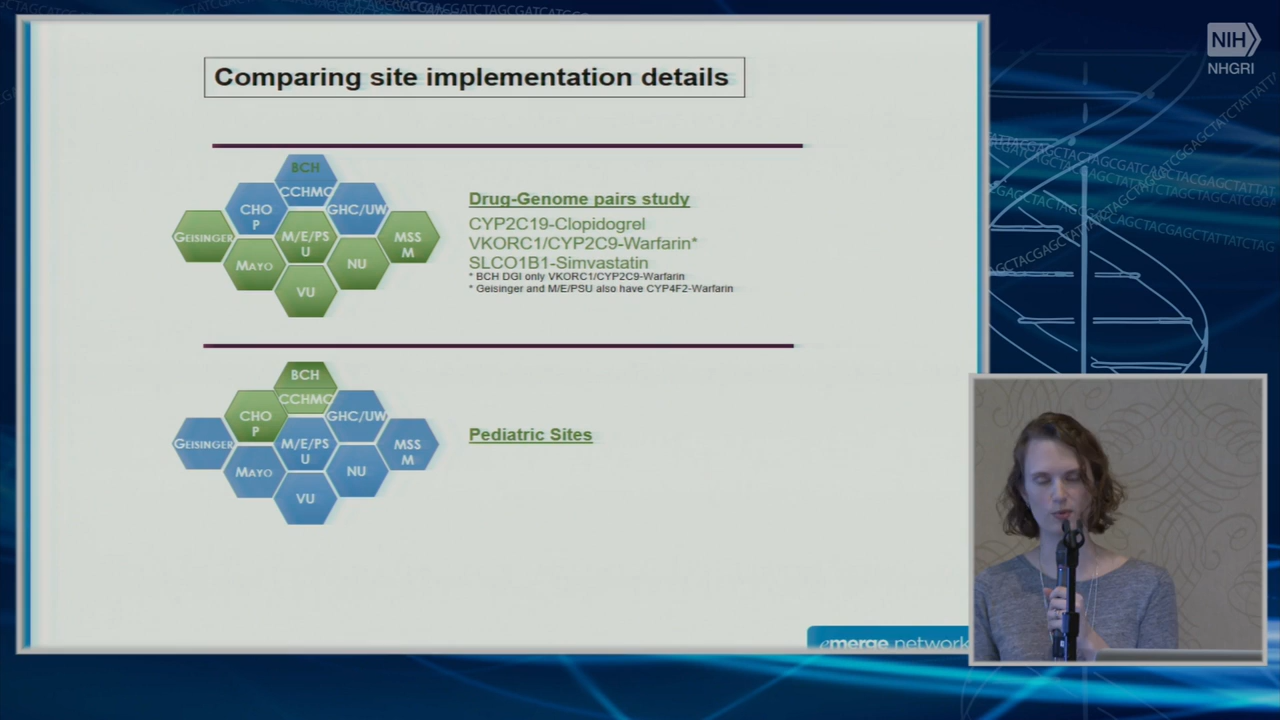 NIH
NHGRI
Comparing site implementation details
BCH
CCHMC
CHO
P
GHC/UW
GEISINGER
M/E/PS
U
MSS
M
MAYO
NU
VU
Drug-Genome pairs study
CYP2C19-Clopidogrel
VKORC1/CYP2C9-Warfarin*
SLCO1B1-Simvastatin
* BCH DGI only VKORC1/CYP2C9-Warfarin
* Geisinger and M/E/PSU also have CYP4F2-Warfarin
BCH
CCHMC
CHO
P
GHC/UW
GEISINGER
M/E/PS
U
MSS
M
MAYO
NU
VU
Pediatric Sites
emerge network